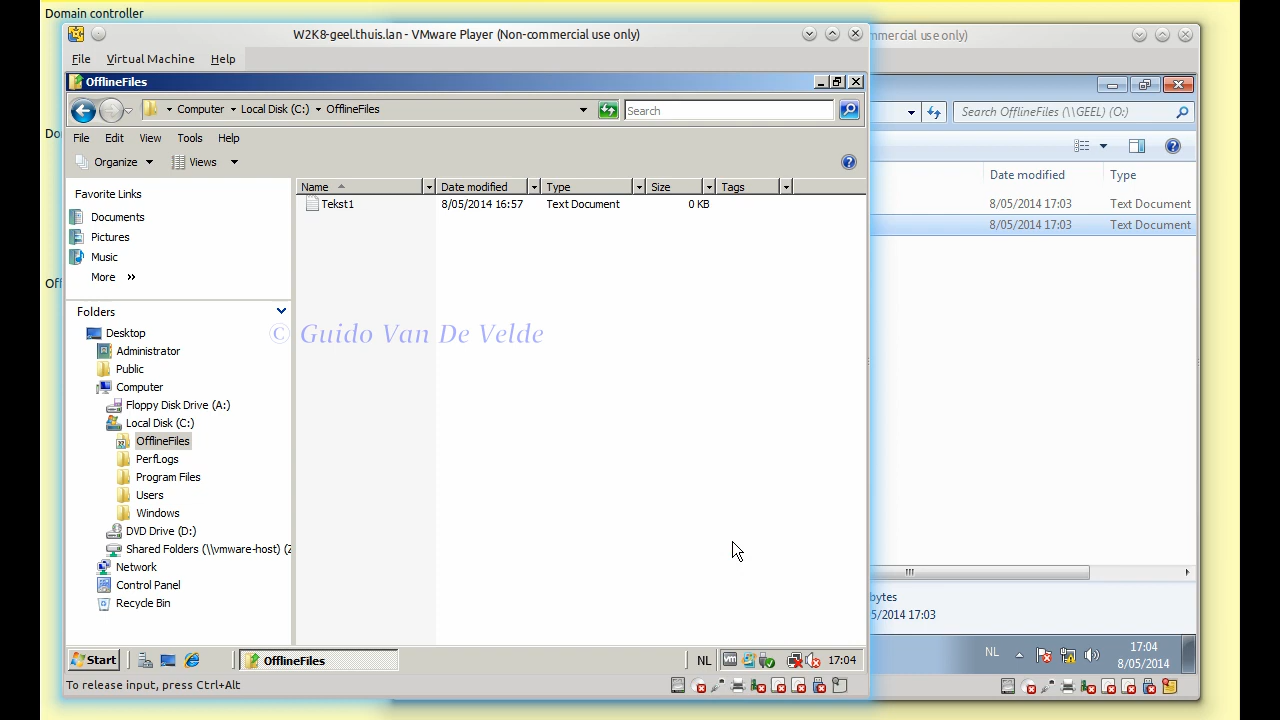 Domain controller
W2K8-geel.thuis.lan - VMware Player (Non-commercial use only)
mercial use only)
File Virtual Machine Help
OfflineFiles
Computer Local Disk (C:) OfflineFiles
Search
Search OfflineFiles (\\GEEL) (O:)
File Edit View Tools Help
Organize Views
Name Date modified Type Size Tags
Date modified Type
Tekst1 8/05/2014 16:57 Text Document 0 KB
8/05/2014 17:03 Text Document
8/05/2014 17:03 Text Document
Favorite Links
Documents
Pictures
Music
More »
Folders
Desktop
Administrator
Public
Computer
Floppy Disk Drive (A:)
Local Disk (C:)
OfflineFiles
PerfLogs
Program Files
Users
Windows
DVD Drive (D:)
Shared Folders (\\vmware-host) (Z
Network
Control Panel
Recycle Bin
Do
Of
© Guido Van De Velde
bytes
5/2014 17:03
Start
OfflineFiles
NL
17:04
NL
17:04
8/05/2014
To release input, press Ctrl+Alt